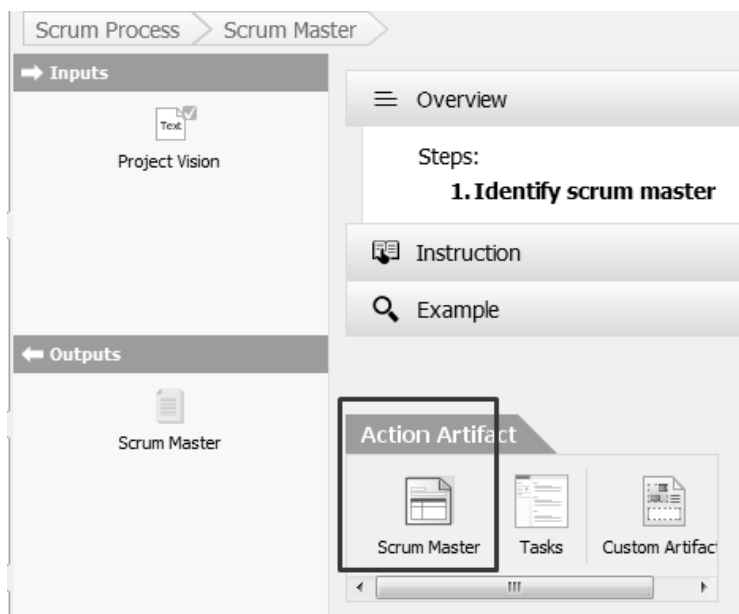 Scrum Process
Scrum Master
Inputs
Text
Project Vision
Outputs
Scrum Master
Overview
Steps:
1. Identify scrum master
Instruction
Example
Action Artifact
Scrum Master
Tasks
Custom Artifac